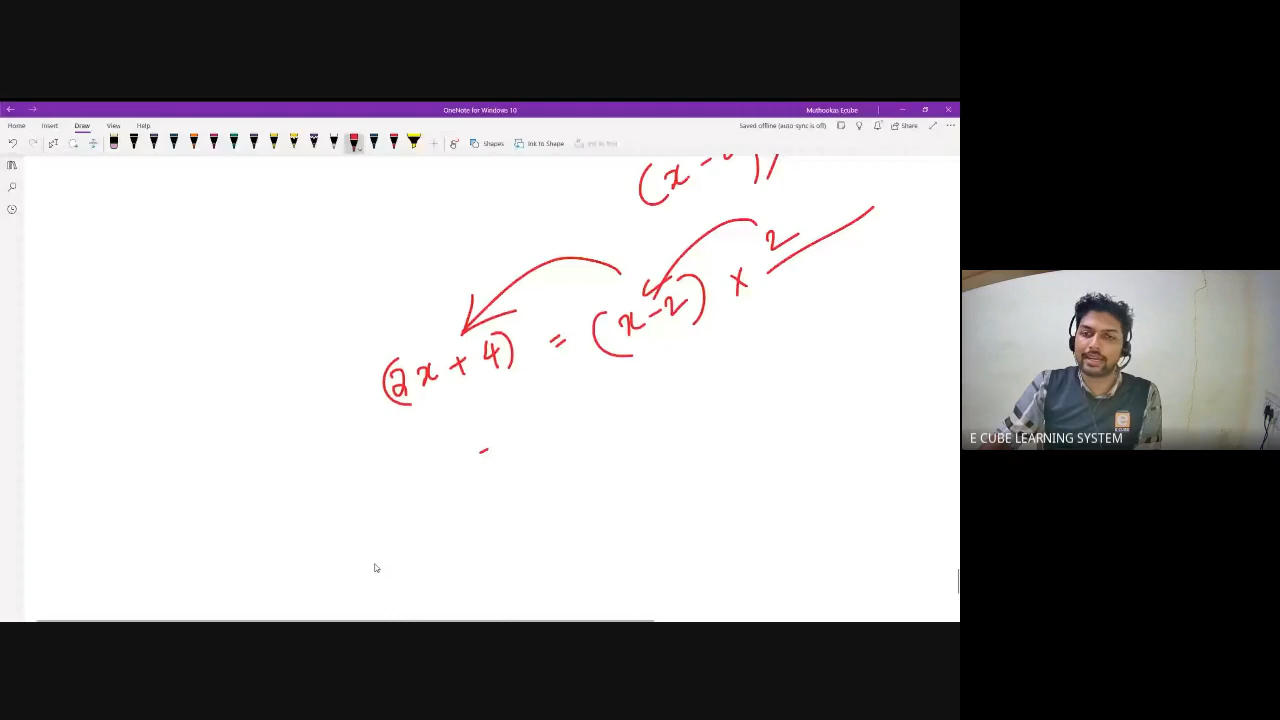 OneNote for Windows 10
Muthookas Ecube
Home Insert Draw View Help
Saved offline (auto-sync is off) Share
Shapes Ink to Shape
(x -
(2x + 4) = (x - 2) × 2
-
E CUBE
E CUBE LEARNING SYSTEM